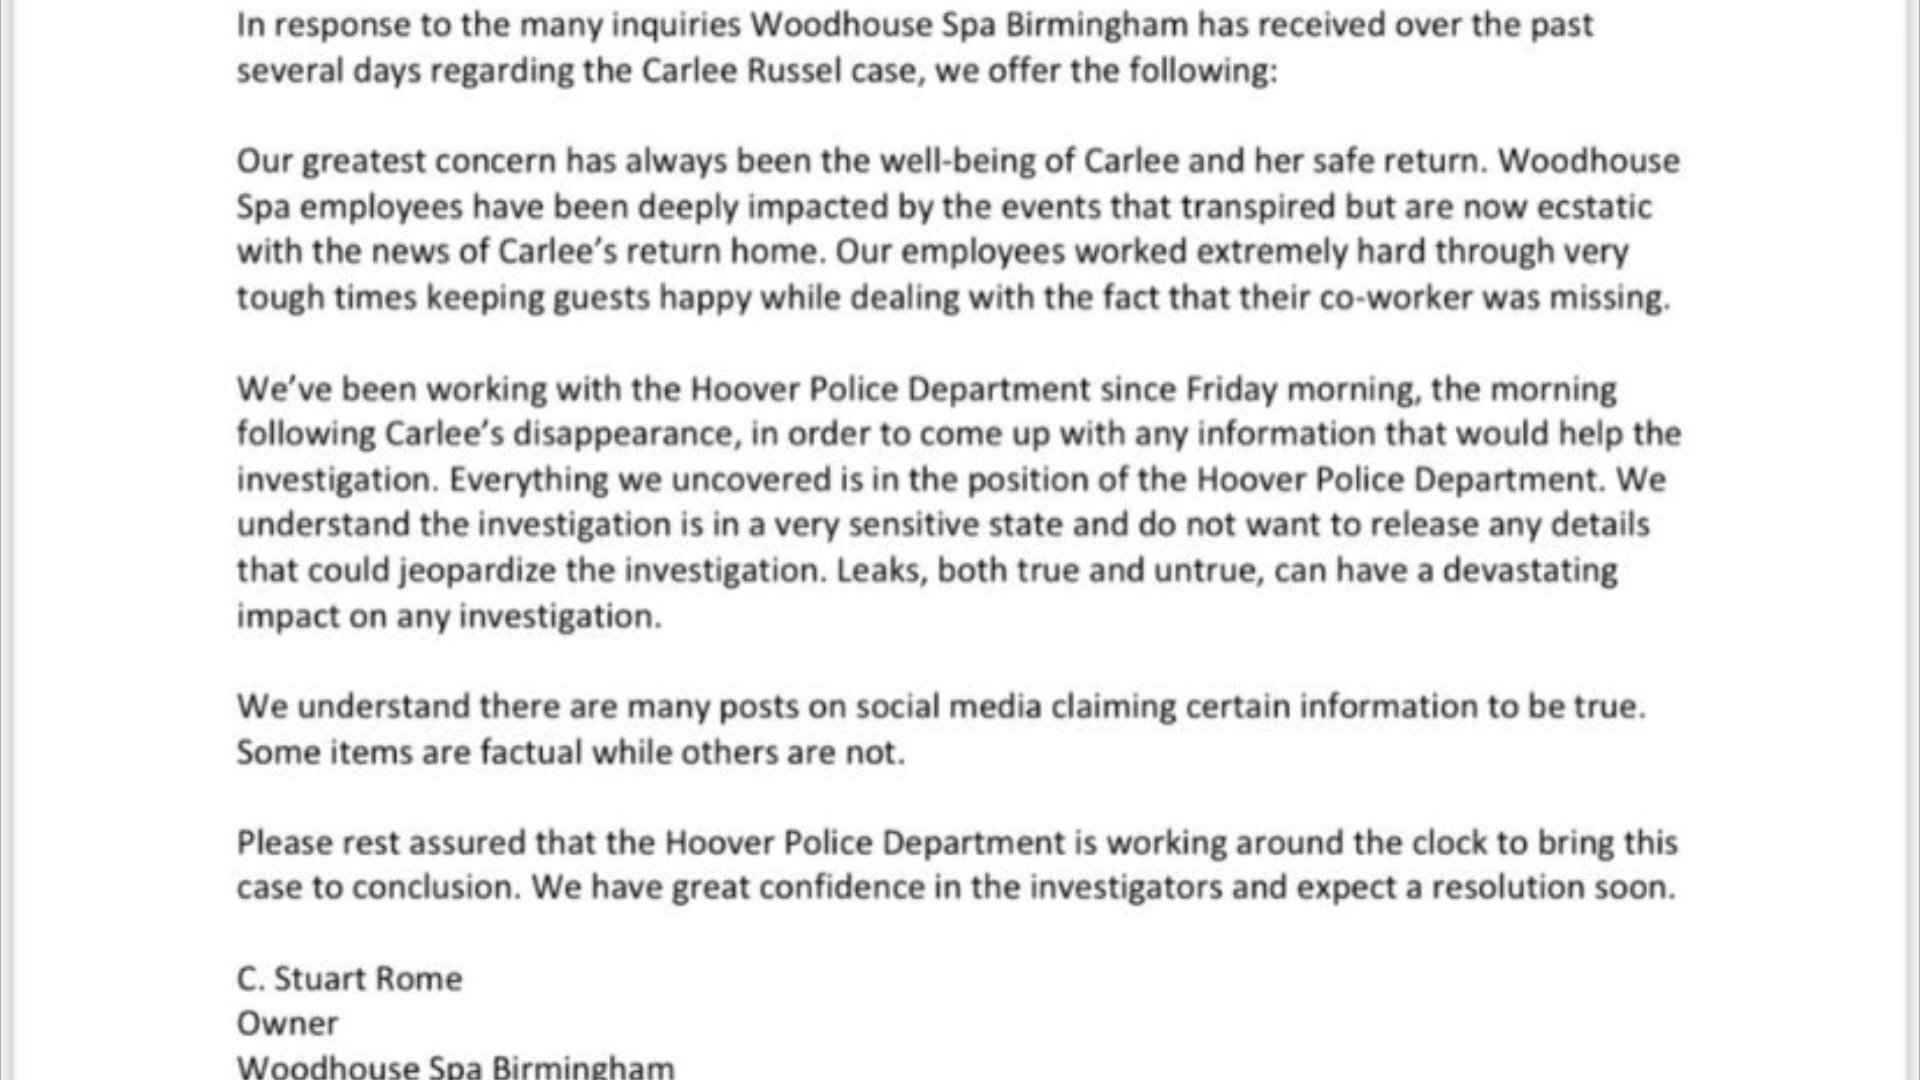 In response to the many inquiries Woodhouse Spa Birmingham has received over the past
several days regarding the Carlee Russel case, we offer the following:
Our greatest concern has always been the well-being of Carlee and her safe return. Woodhouse
Spa employees have been deeply impacted by the events that transpired but are now ecstatic
with the news of Carlee’s return home. Our employees worked extremely hard through very
tough times keeping guests happy while dealing with the fact that their co-worker was missing.
We’ve been working with the Hoover Police Department since Friday morning, the morning
following Carlee’s disappearance, in order to come up with any information that would help the
investigation. Everything we uncovered is in the position of the Hoover Police Department. We
understand the investigation is in a very sensitive state and do not want to release any details
that could jeopardize the investigation. Leaks, both true and untrue, can have a devastating
impact on any investigation.
We understand there are many posts on social media claiming certain information to be true.
Some items are factual while others are not.
Please rest assured that the Hoover Police Department is working around the clock to bring this
case to conclusion. We have great confidence in the investigators and expect a resolution soon.
C. Stuart Rome
Owner
Woodhouse Spa Birmingham